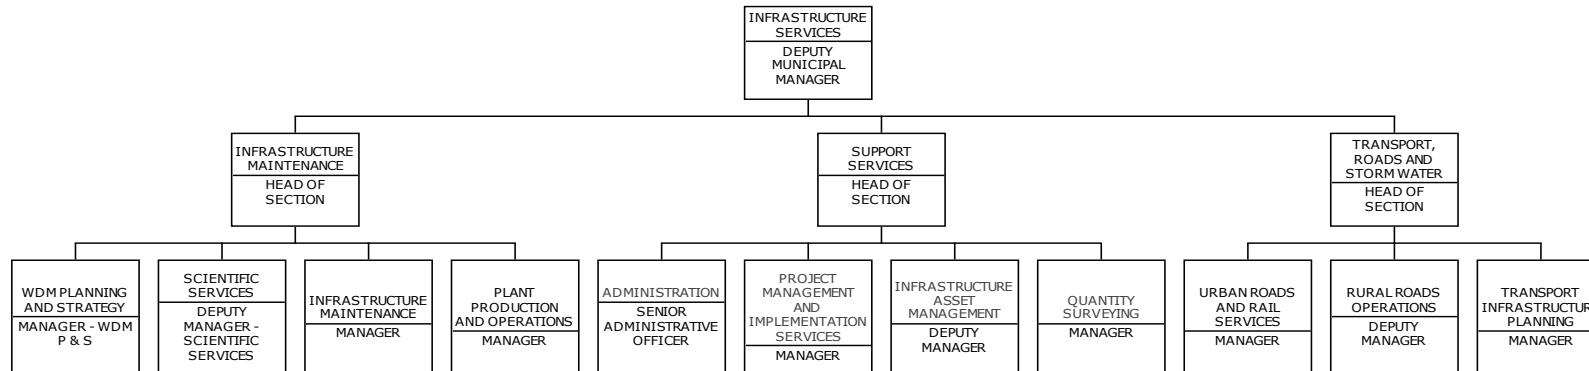 INFRASTRUCTURE
SERVICES
DEPUTY
MUNICIPAL
MANAGER
INFRASTRUCTURE
MAINTENANCE
HEAD OF
SECTION
SUPPORT
SERVICES
HEAD OF
SECTION
TRANSPORT,
ROADS AND
STORM WATER
HEAD OF
SECTION
WDM PLANNING
AND STRATEGY
MANAGER - WDM
P & S
SCIENTIFIC
SERVICES
DEPUTY
MANAGER -
SCIENTIFIC
SERVICES
INFRASTRUCTURE
MAINTENANCE
MANAGER
PLANT
PRODUCTION
AND OPERATIONS
MANAGER
ADMINISTRATION
SENIOR
ADMINISTRATIVE
OFFICER
PROJECT
MANAGEMENT
AND
IMPLEMENTATION
SERVICES
MANAGER
INFRASTRUCTURE
ASSET
MANAGEMENT
DEPUTY
MANAGER
QUANTITY
SURVEYING
MANAGER
URBAN ROADS
AND RAIL
SERVICES
MANAGER
RURAL ROADS
OPERATIONS
DEPUTY
MANAGER
TRANSPORT
INFRASTRUCTURE
PLANNING
MANAGER